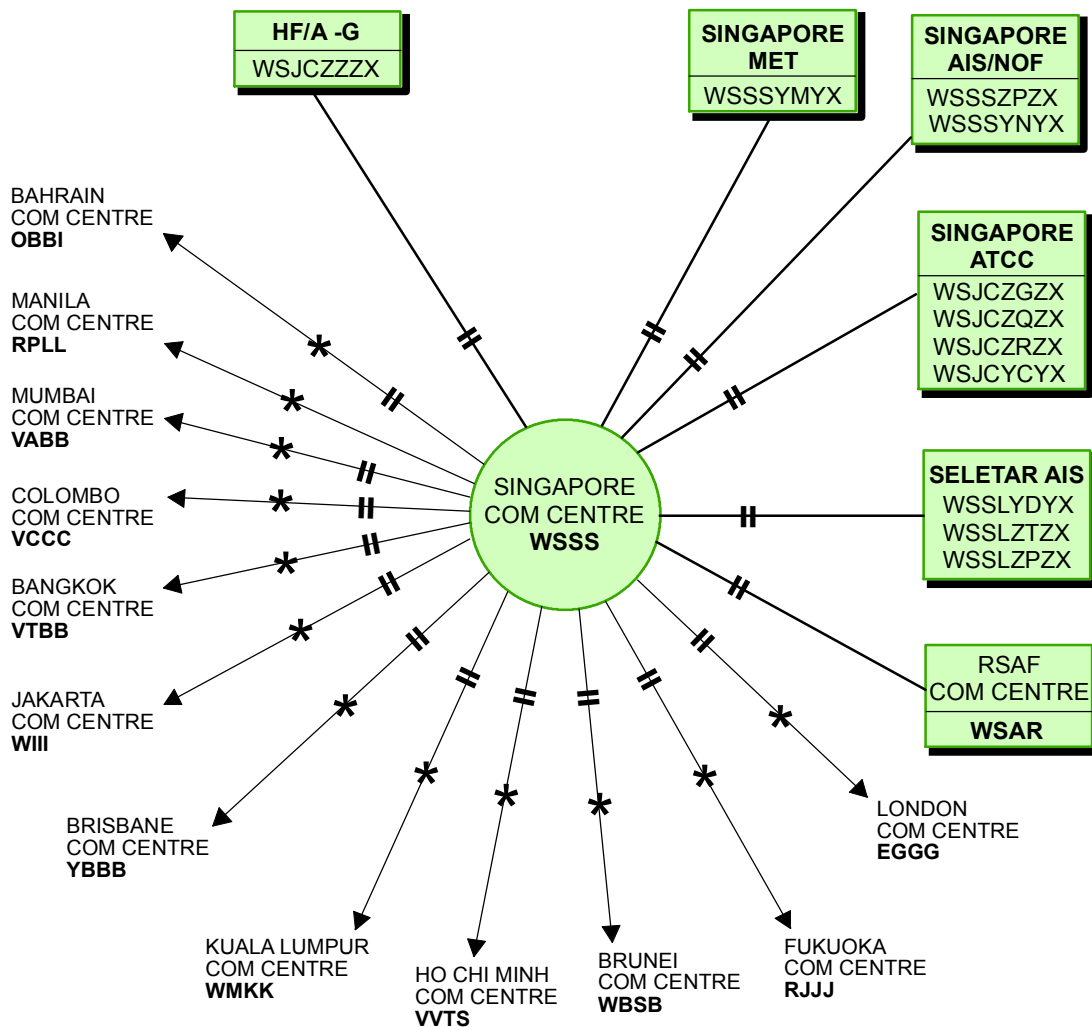 HF/A -G
WSJCZZZX
SINGAPORE
MET
WSSSYMYX
SINGAPORE
AIS/NOF
WSSSZPZX
WSSSYNYX
BAHRAIN
COM CENTRE
OBBI
SINGAPORE
ATCC
WSJCZGZX
WSJCZQZX
WSJCZRZX
WSJCYCYX
MANILA
COM CENTRE
RPLL
MUMBAI
COM CENTRE
VABB
COLOMBO
COM CENTRE
VCCC
SINGAPORE
COM CENTRE
WSSS
SELETAR AIS
WSSLYDYX
WSSLZTZX
WSSLZPZX
BANGKOK
COM CENTRE
VTBB
JAKARTA
COM CENTRE
WIII
RSAF
COM CENTRE
WSAR
BRISBANE
COM CENTRE
YBBB
LONDON
COM CENTRE
EGGG
KUALA LUMPUR
COM CENTRE
WMKK
HO CHI MINH
COM CENTRE
VVTS
BRUNEI
COM CENTRE
WBSB
FUKUOKA
COM CENTRE
RJJJ